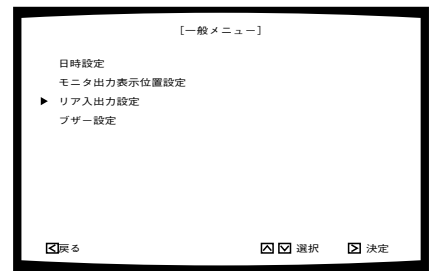 [一般メニュー]
日時設定
モニタ出力表示位置設定
▶ リア入出力設定
ブザー設定
戻る 選択 決定